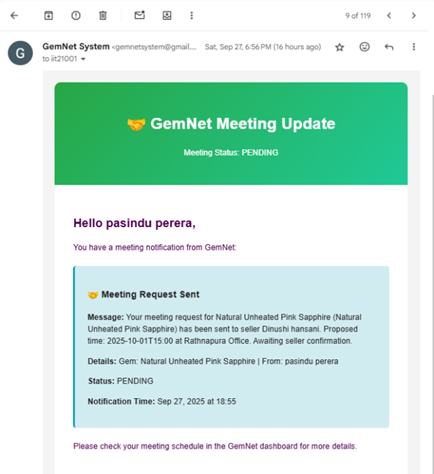 9 of 119
G
GemNet System <gemnetsystem@gmail... Sat, Sep 27, 6:56 PM (16 hours ago)
to iit21001
🤝 GemNet Meeting Update
Meeting Status: PENDING
Hello pasindu perera,
You have a meeting notification from GemNet:
🤝 Meeting Request Sent
Message: Your meeting request for Natural Unheated Pink Sapphire (Natural
Unheated Pink Sapphire) has been sent to seller Dinushi hansani. Proposed
time: 2025-10-01T15:00 at Rathnapura Office. Awaiting seller confirmation.
Details: Gem: Natural Unheated Pink Sapphire | From: pasindu perera
Status: PENDING
Notification Time: Sep 27, 2025 at 18:55
Please check your meeting schedule in the GemNet dashboard for more details.